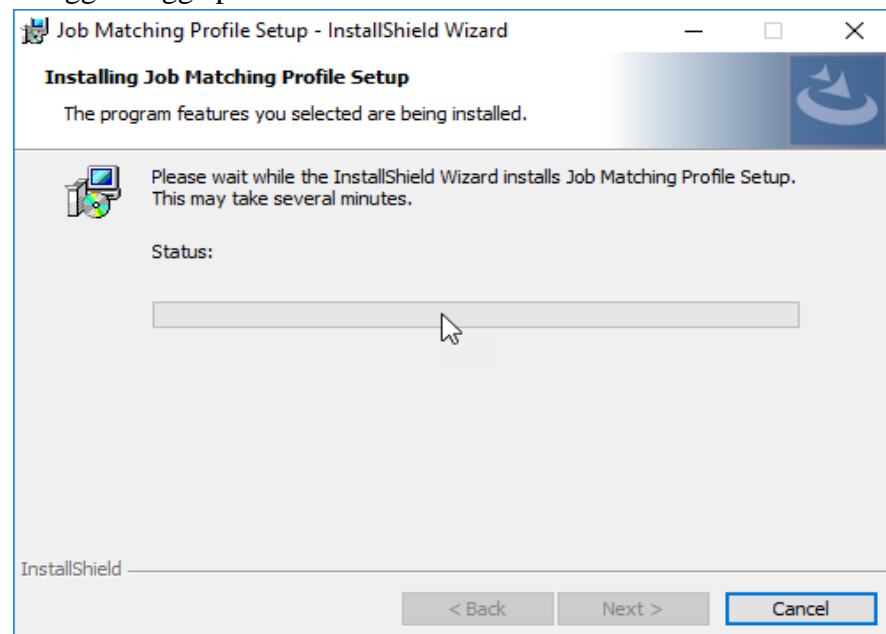 Job Matching Profile Setup - InstallShield Wizard
Installing Job Matching Profile Setup
The program features you selected are being installed.
Please wait while the InstallShield Wizard installs Job Matching Profile Setup.
This may take several minutes.
Status:
InstallShield
< Back
Next >
Cancel